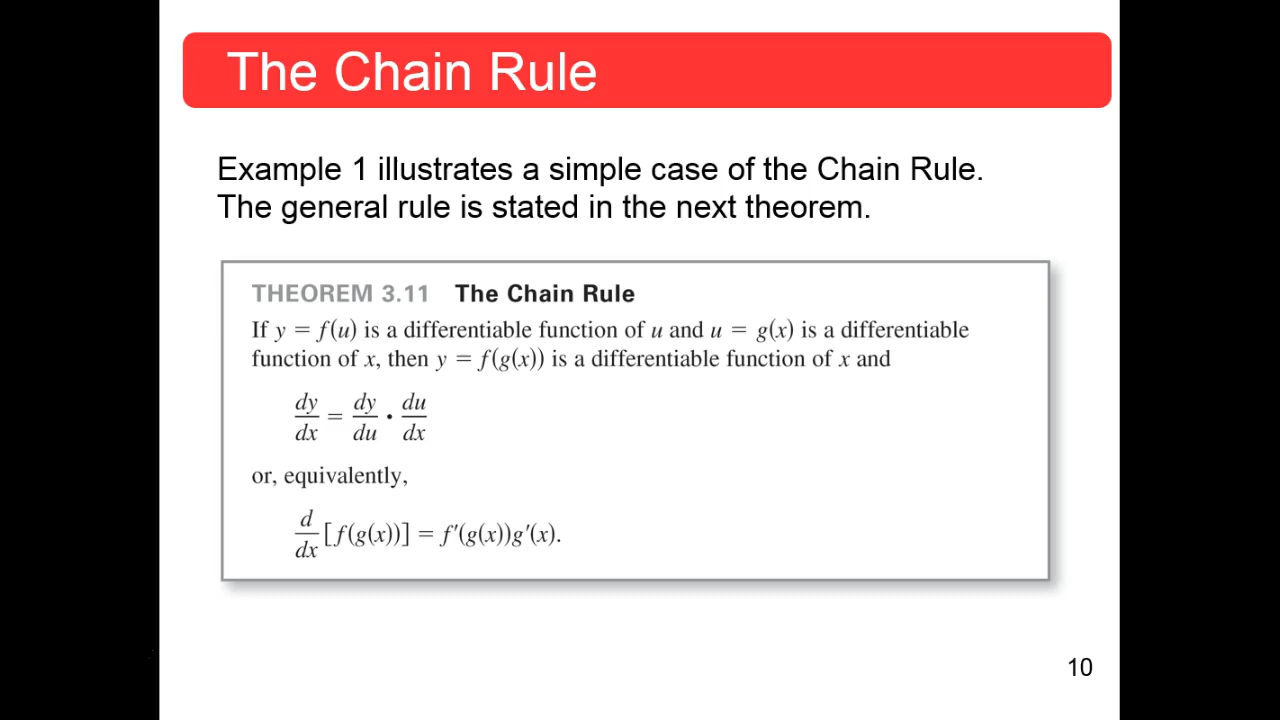 The Chain Rule
Example 1 illustrates a simple case of the Chain Rule.
The general rule is stated in the next theorem.
THEOREM 3.11 The Chain Rule
If y = f(u) is a differentiable function of u and u = g(x) is a differentiable
function of x, then y = f(g(x)) is a differentiable function of x and
dy/dx = dy/du • du/dx
or, equivalently,
d/dx [f(g(x))] = f′(g(x))g′(x).
10